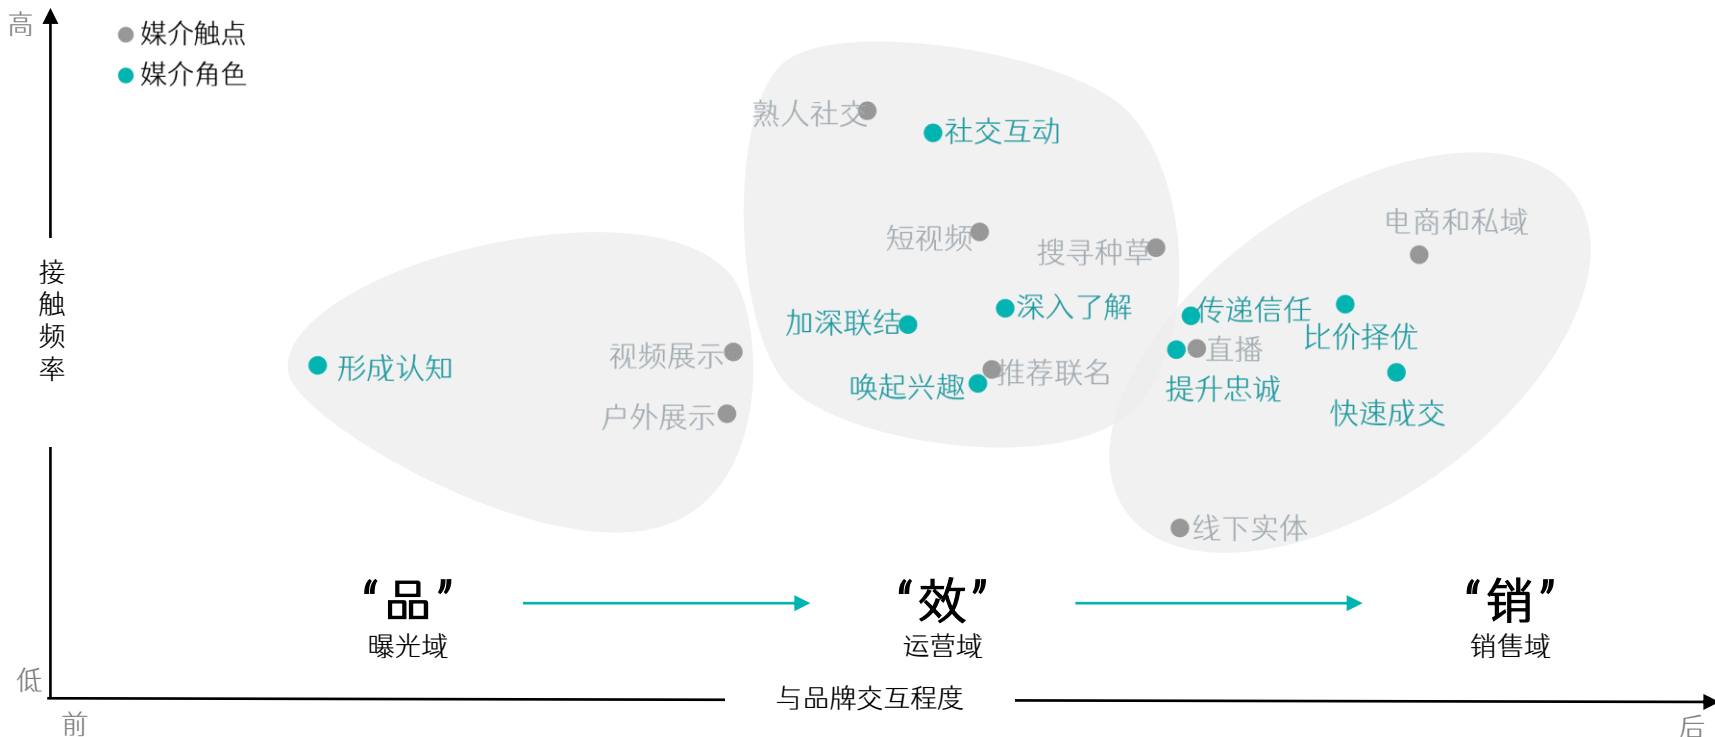 高
媒介触点
媒介角色
熟人社交
社交互动
电商和私域
短视频
搜寻种草
接触频率
深入了解
传递信任
加深联结
比价择优
视频展示
直播
形成认知
推荐联名
唤起兴趣
提升忠诚
户外展示
快速成交
线下实体
“品”
“效”
“销”
曝光域
运营域
销售域
低
与品牌交互程度
前
后